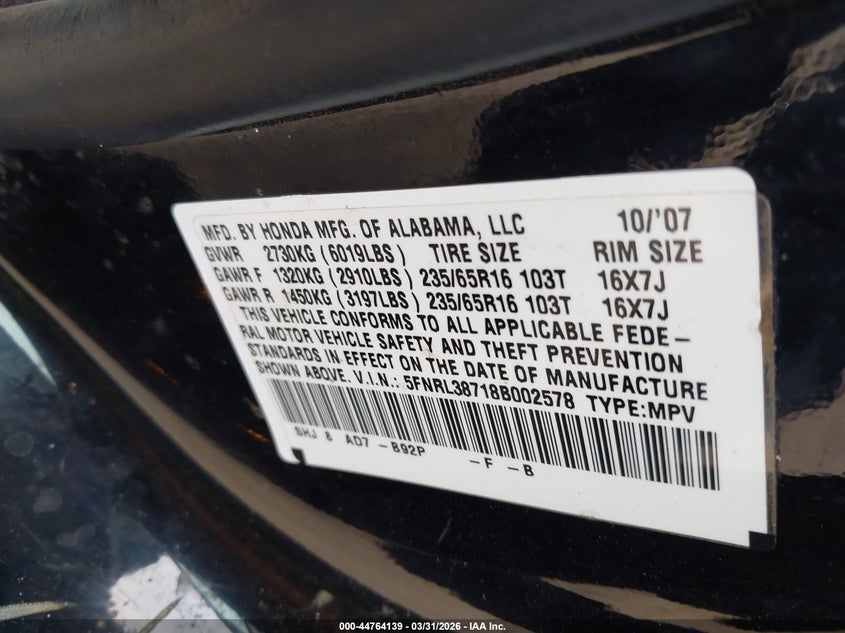 MFD. BY HONDA MFG. OF ALABAMA, LLC 10/'07
GVWR 2730KG (6019LBS) TIRE SIZE RIM SIZE
GAWR F 1320KG (2910LBS) 235/65R16 103T 16X7J
GAWR R 1450KG (3197LBS) 235/65R16 103T 16X7J
THIS VEHICLE CONFORMS TO ALL APPLICABLE FEDE-
RAL MOTOR VEHICLE SAFETY AND THEFT PREVENTION
STANDARDS IN EFFECT ON THE DATE OF MANUFACTURE
SHOWN ABOVE. V.I.N.: 5FNRL38718B002578 TYPE:MPV
SHJ 8 AD7 -B92P -F -B
000-44764139 — 03/31/2026 — IAA Inc.